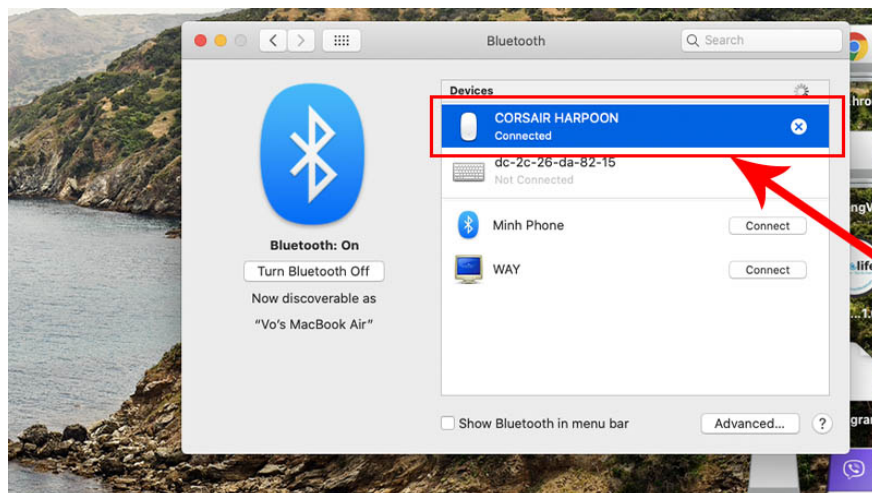 Bluetooth
Search
Devices
CORSAIR HARPOON
Connected
dc-2c-26-da-82-15
Not Connected
Minh Phone
Connect
WAY
Connect
Bluetooth: On
Turn Bluetooth Off
Now discoverable as
“Vo’s MacBook Air”
Show Bluetooth in menu bar
Advanced...
?